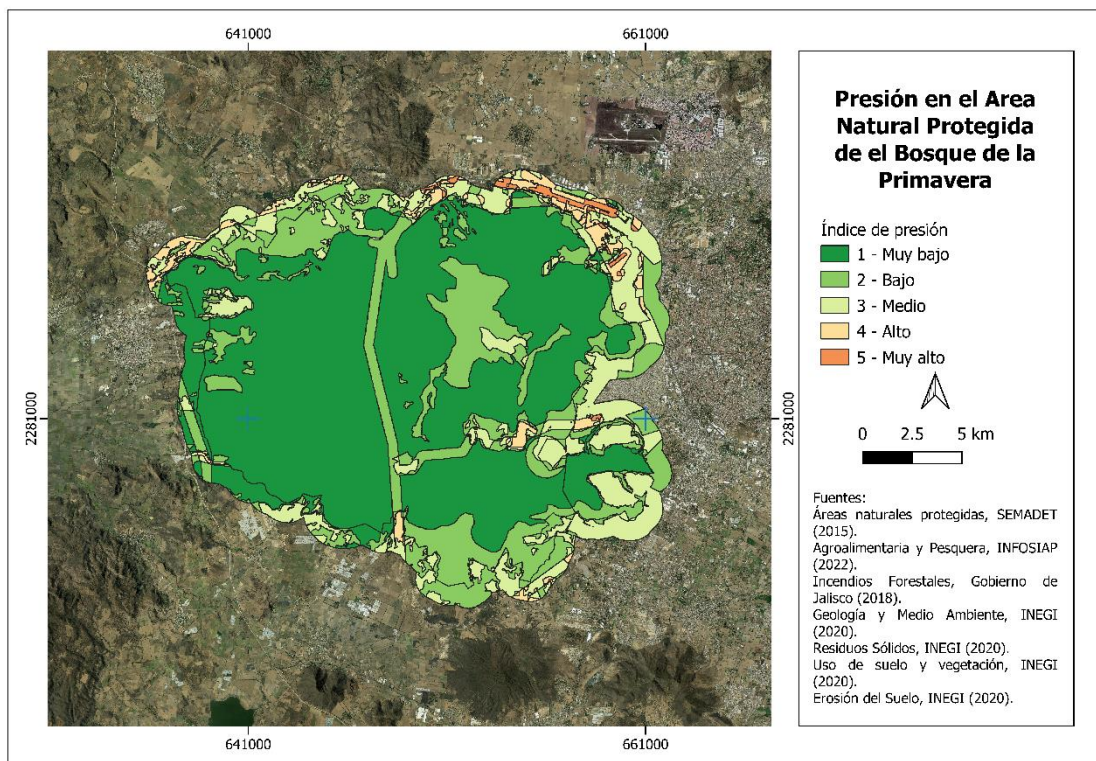 641000
661000
2281000
2281000
641000
661000
Presión en el Area
Natural Protegida
de el Bosque de la
Primavera
Índice de presión
1 - Muy bajo
2 - Bajo
3 - Medio
4 - Alto
5 - Muy alto
0 2.5 5 km
Fuentes:
Áreas naturales protegidas, SEMADET
(2015).
Agroalimentaria y Pesquera, INFOSIAP
(2022).
Incendios Forestales, Gobierno de
Jalisco (2018).
Geología y Medio Ambiente, INEGI
(2020).
Residuos Sólidos, INEGI (2020).
Uso de suelo y vegetación, INEGI
(2020).
Erosión del Suelo, INEGI (2020).